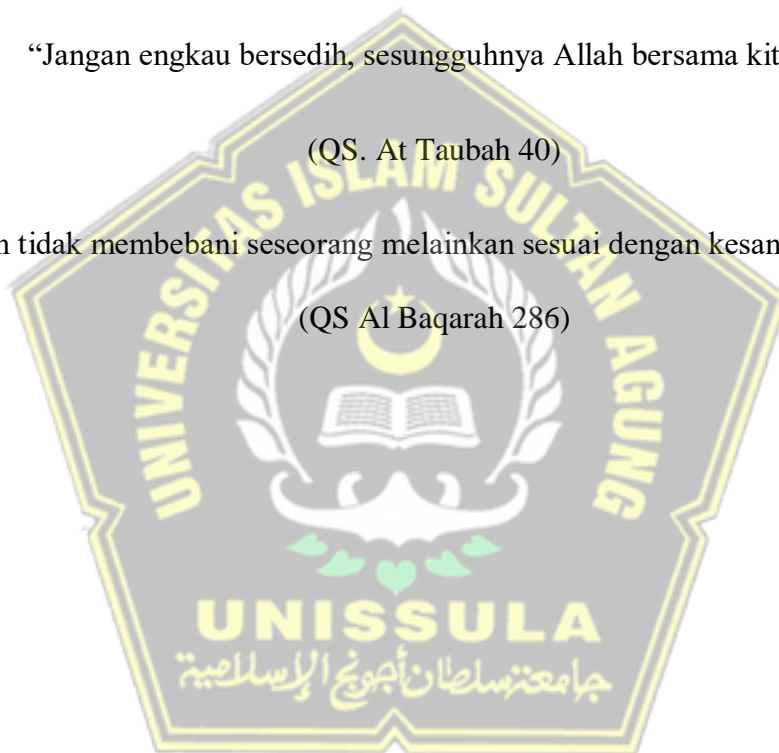 “Jangan engkau bersedih, sesungguhnya Allah bersama kit
(QS. At Taubah 40)
tidak membebani seseorang melainkan sesuai dengan kesan
(QS Al Baqarah 286)
UNIVERSITAS ISLAM SULTAN AGUNG
UNISSULA
جامعة سلطان أجونج الإسلامية